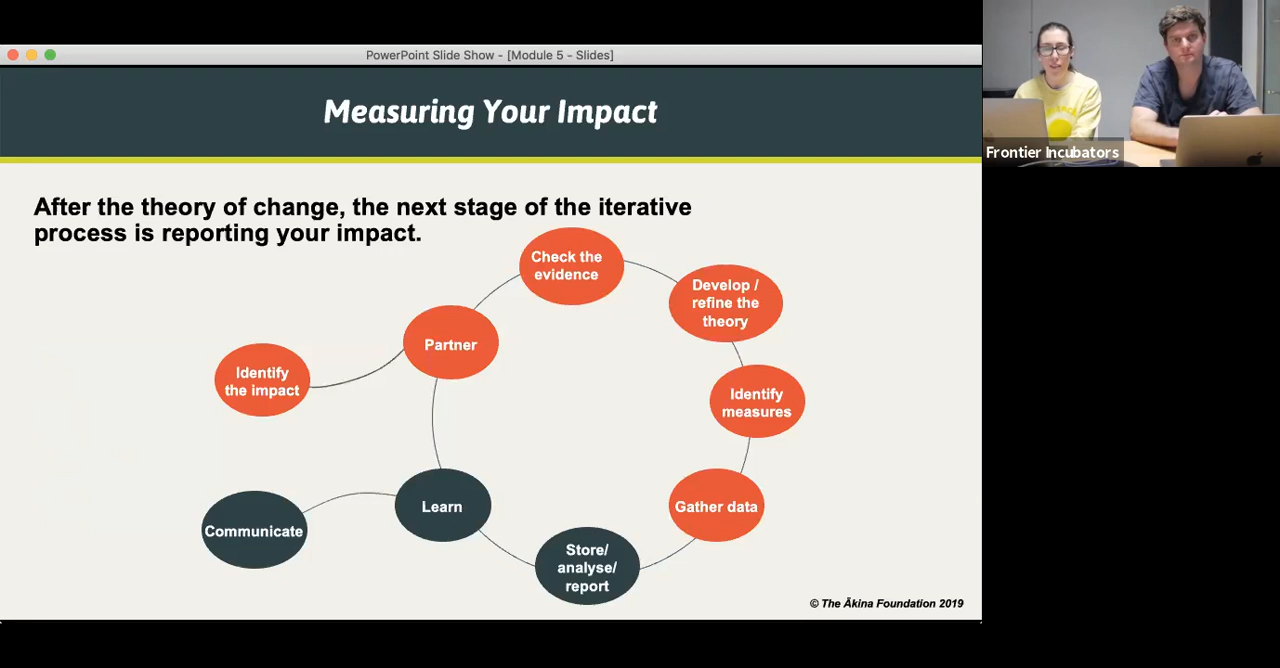 PowerPoint Slide Show - [Module 5 - Slides]
Measuring Your Impact
After the theory of change, the next stage of the iterative
process is reporting your impact.
Check the
evidence
Develop /
refine the
theory
Partner
Identify
the impact
Identify
measures
Learn
Gather data
Communicate
Store/
analyse/
report
© The Ākina Foundation 2019
Frontier Incubators